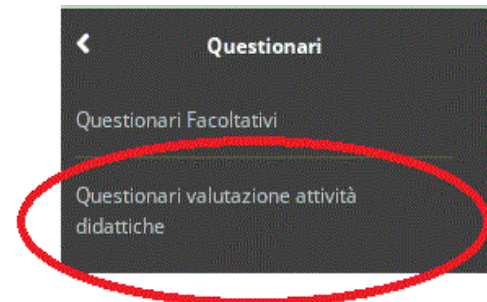 Questionari
Questionari Facoltativi
Questionari valutazione attività
didattiche